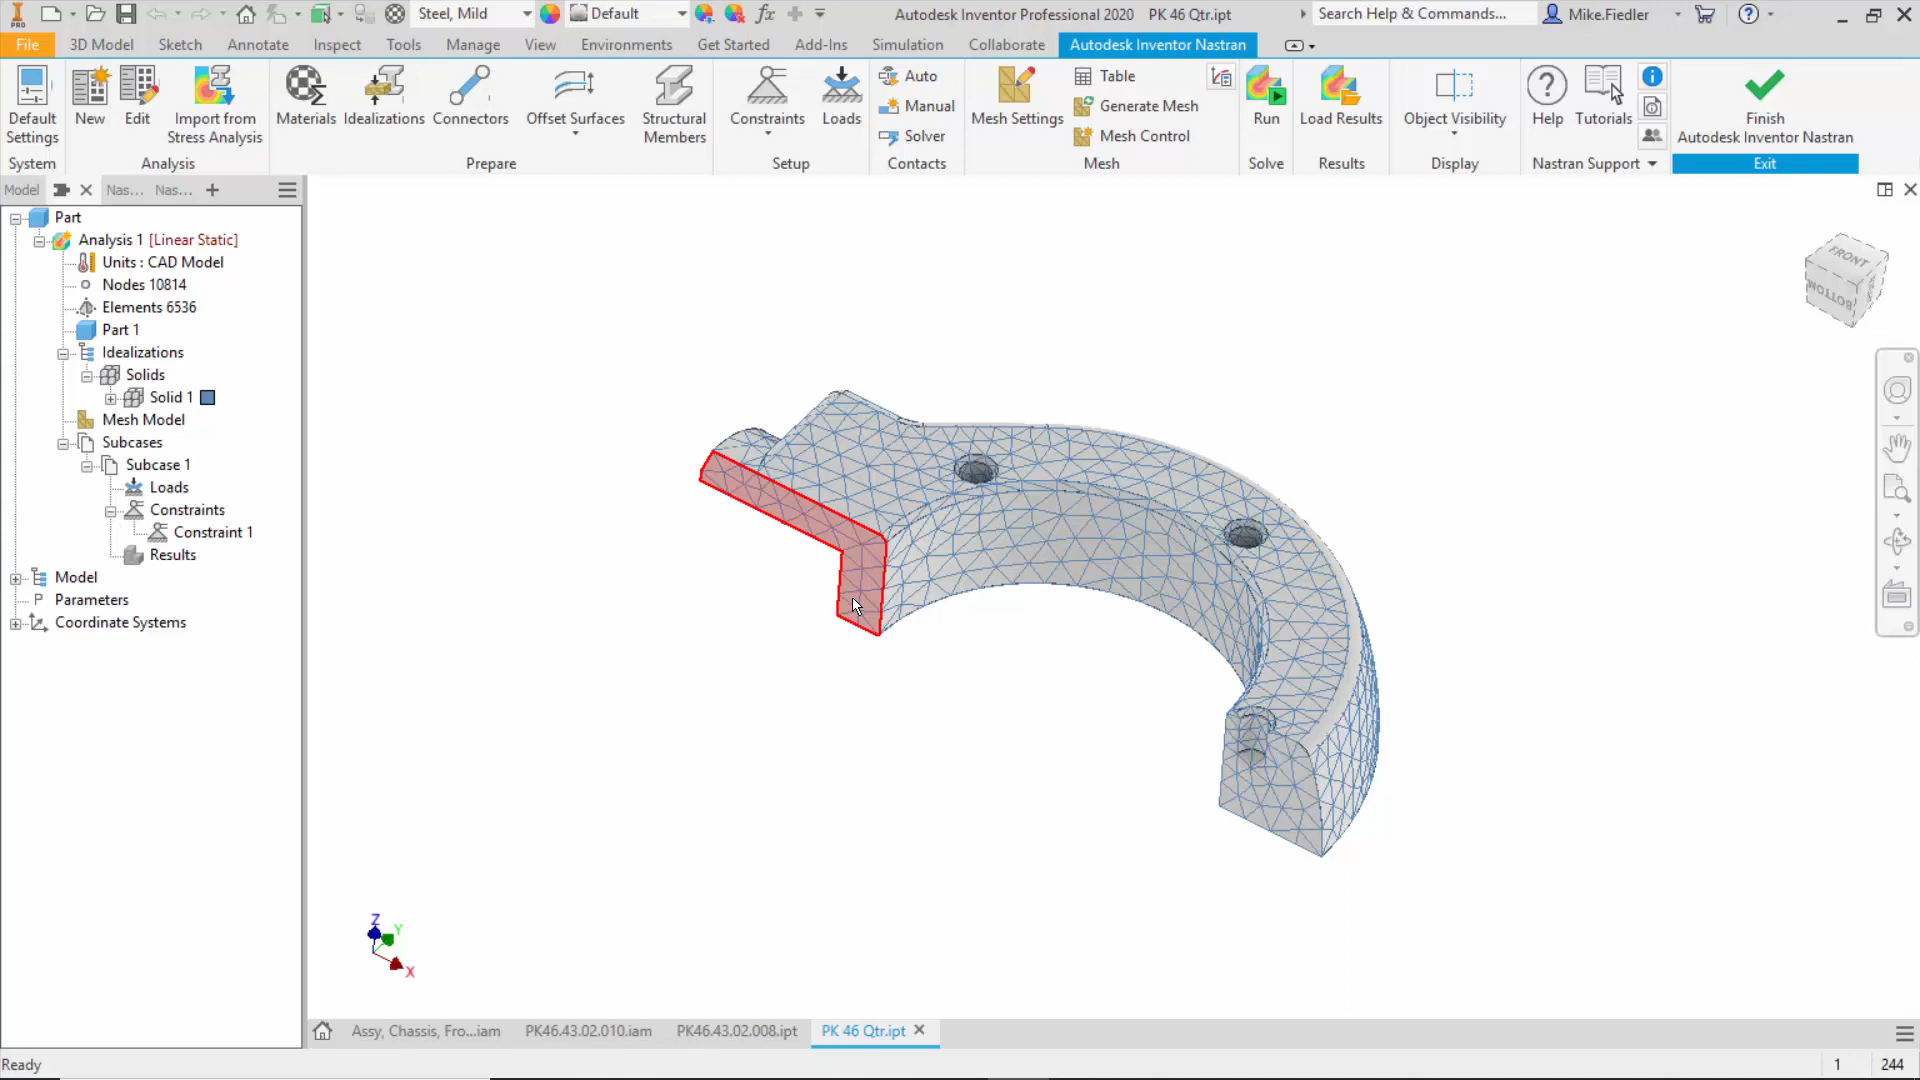 Steel, Mild
Default
fx
Autodesk Inventor Professional 2020 PK 46 Qtr.ipt
Search Help & Commands...
Mike.Fiedler
File
3D Model
Sketch
Annotate
Inspect
Tools
Manage
View
Environments
Get Started
Add-Ins
Simulation
Collaborate
Autodesk Inventor Nastran
Default
Settings
New
Edit
Import from
Stress Analysis
Materials
Idealizations
Connectors
Offset Surfaces
Structural
Members
Constraints
Loads
Auto
Manual
Solver
Mesh Settings
Table
Generate Mesh
Mesh Control
Run
Load Results
Object Visibility
Help
Tutorials
Finish
Autodesk Inventor Nastran
System
Analysis
Prepare
Setup
Contacts
Mesh
Solve
Results
Display
Nastran Support
Exit
Model
Nas...
Nas...
Part
Analysis 1 [Linear Static]
Units : CAD Model
Nodes 10814
Elements 6536
Part 1
Idealizations
Solids
Solid 1
Mesh Model
Subcases
Subcase 1
Loads
Constraints
Constraint 1
Results
Model
P Parameters
Coordinate Systems
FRONT
BOTTOM
Z
Y
X
Assy, Chassis, Fro...iam
PK46.43.02.010.iam
PK46.43.02.008.ipt
PK 46 Qtr.ipt
Ready
1
244